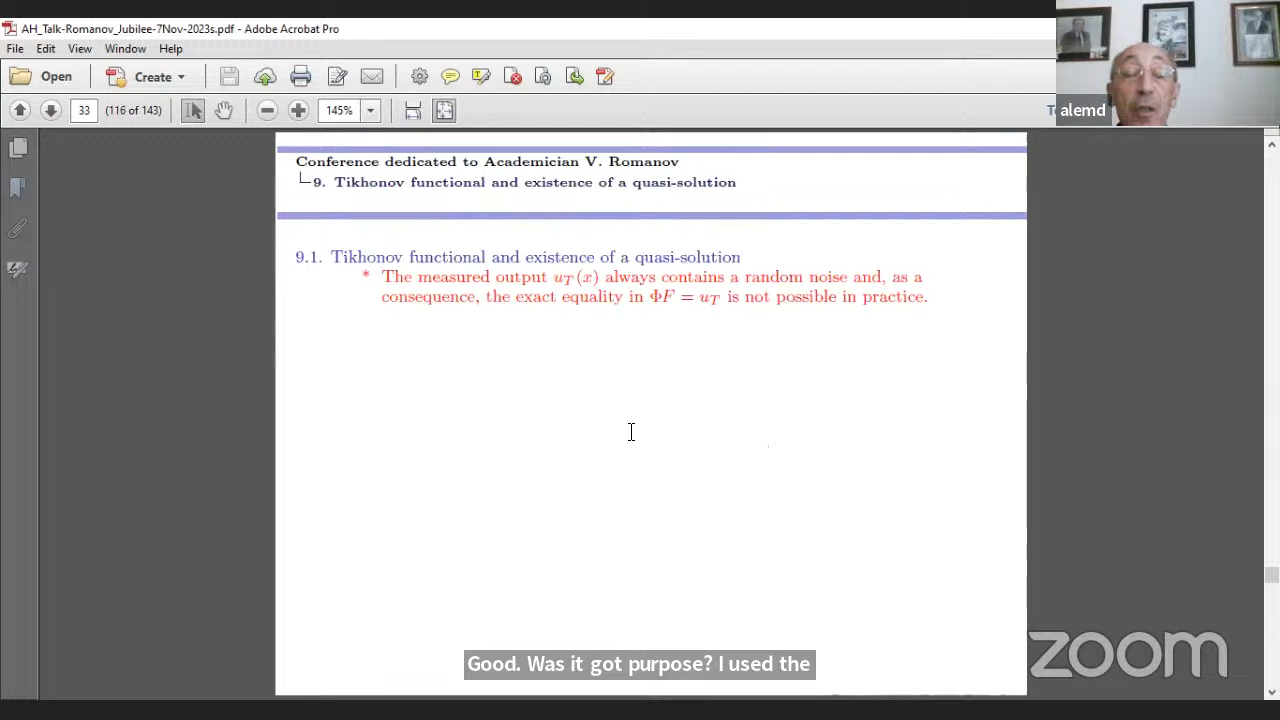 AH_Talk-Romanov_Jubilee-7Nov-2023s.pdf - Adobe Acrobat Pro
File Edit View Window Help
Open Create
33 (116 of 143) 145%
alemd
Conference dedicated to Academician V. Romanov
9. Tikhonov functional and existence of a quasi-solution
9.1. Tikhonov functional and existence of a quasi-solution
* The measured output u_T(x) always contains a random noise and, as a
consequence, the exact equality in ΦF = u_T is not possible in practice.
Good. Was it got purpose? I used the
zoom